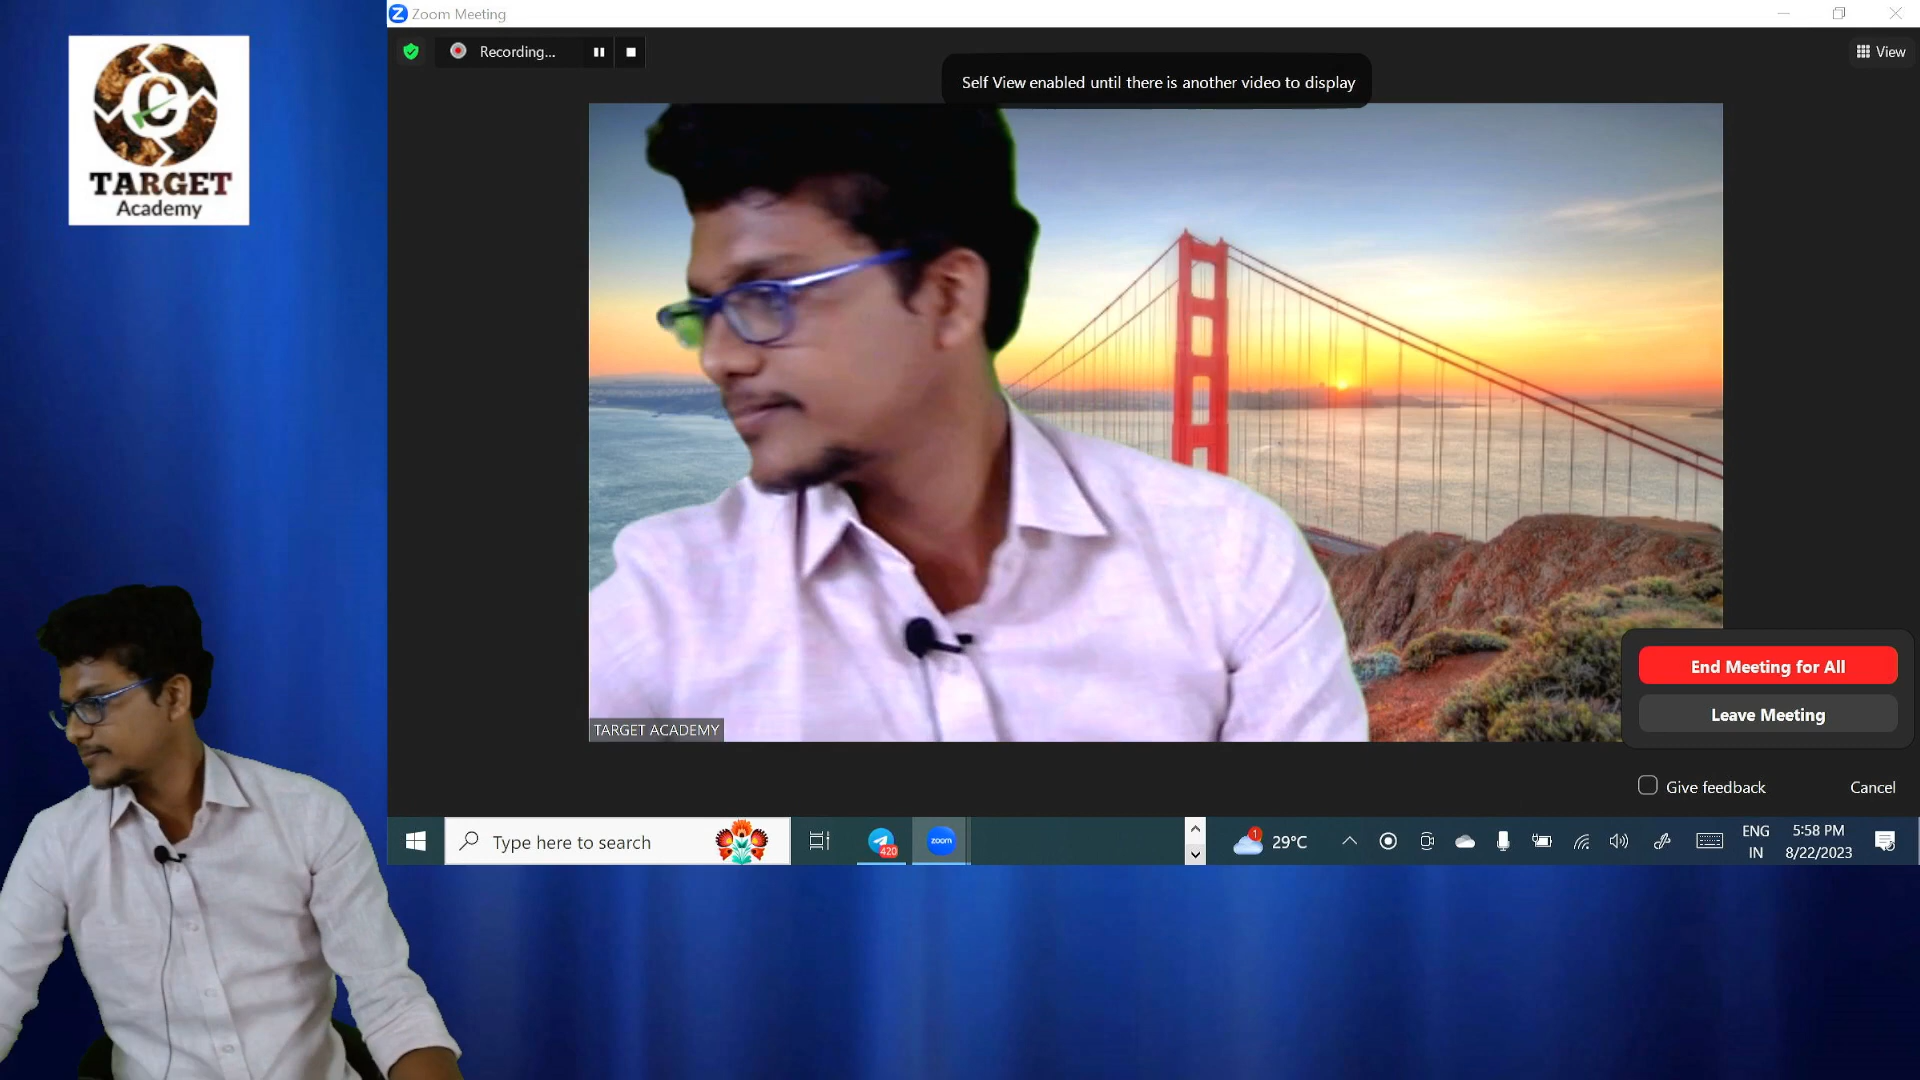 TARGET
Academy
Zoom Meeting
Recording...
View
Self View enabled until there is another video to display
TARGET ACADEMY
End Meeting for All
Leave Meeting
Give feedback
Cancel
Type here to search
420
zoom
1
29°C
ENG
IN
5:58 PM
8/22/2023